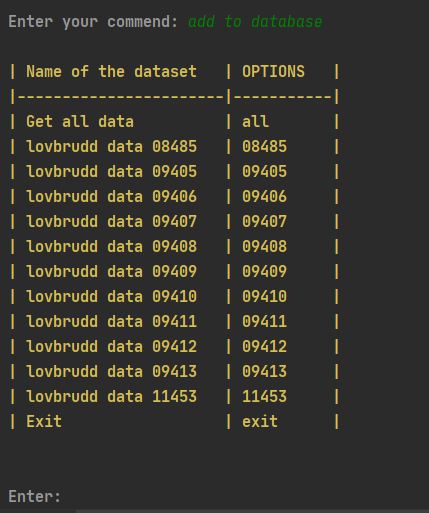 Enter your commend: add to database
| Name of the dataset   | OPTIONS   |
|-----------------------|-----------|
| Get all data          | all       |
| lovbrudd data 08485   | 08485     |
| lovbrudd data 09405   | 09405     |
| lovbrudd data 09406   | 09406     |
| lovbrudd data 09407   | 09407     |
| lovbrudd data 09408   | 09408     |
| lovbrudd data 09409   | 09409     |
| lovbrudd data 09410   | 09410     |
| lovbrudd data 09411   | 09411     |
| lovbrudd data 09412   | 09412     |
| lovbrudd data 09413   | 09413     |
| lovbrudd data 11453   | 11453     |
| Exit                  | exit      |
Enter: